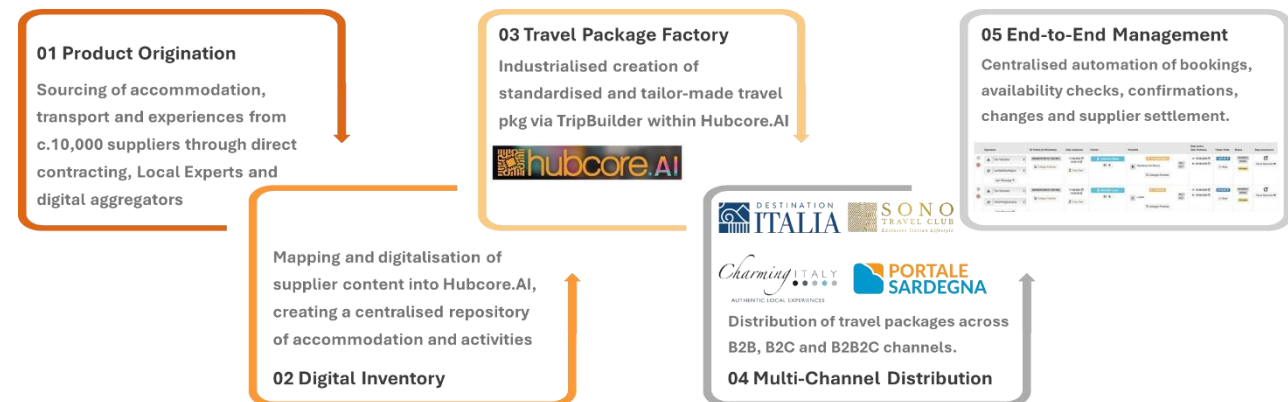 01 Product Origination
Sourcing of accommodation,
transport and experiences from
c.10,000 suppliers through direct
contracting, Local Experts and
digital aggregators
Mapping and digitalisation of
supplier content into Hubcore.AI,
creating a centralised repository
of accommodation and activities
02 Digital Inventory
03 Travel Package Factory
Industrialised creation of
standardised and tailor-made travel
pkg via TripBuilder within Hubcore.AI
hubcore.AI
DESTINATION
ITALIA
SONO
TRAVEL CLUB
Exclusive Italian Lifestyle
Charming ITALY
AUTHENTIC LOCAL EXPERIENCES
PORTALE
SARDEGNA
Distribution of travel packages across
B2B, B2C and B2B2C channels.
04 Multi-Channel Distribution
05 End-to-End Management
Centralised automation of bookings,
availability checks, confirmations,
changes and supplier settlement.